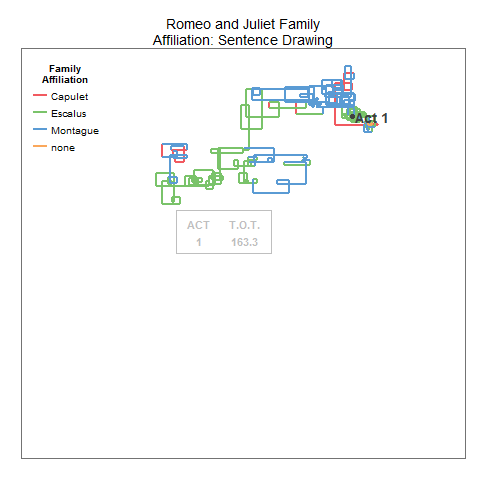 Romeo and Juliet Family
Affiliation: Sentence Drawing
Family
Affiliation
Capulet
Escalus
Montague
none
Act 1
ACT T.O.T.
1 163.3